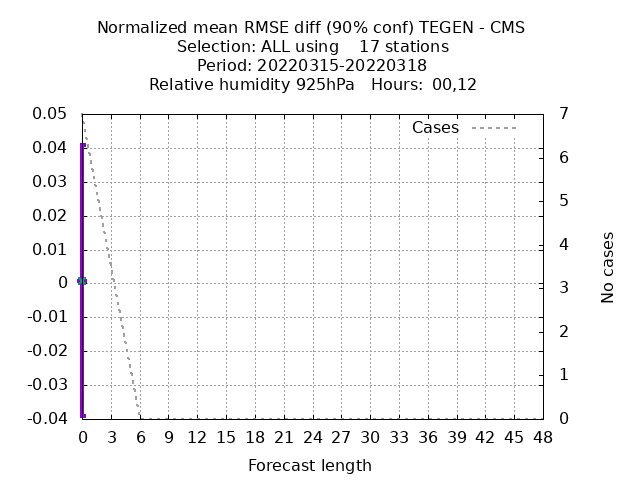 Normalized mean RMSE diff (90% conf) TEGEN - CMS
Selection: ALL using    17 stations
Period: 20220315-20220318
Relative humidity 925hPa   Hours:  00,12
Cases
0.05
0.04
0.03
0.02
0.01
0
-0.01
-0.02
-0.03
-0.04
7
6
5
4
3
2
1
0
No cases
0 3 6 9 12 15 18 21 24 27 30 33 36 39 42 45 48
Forecast length